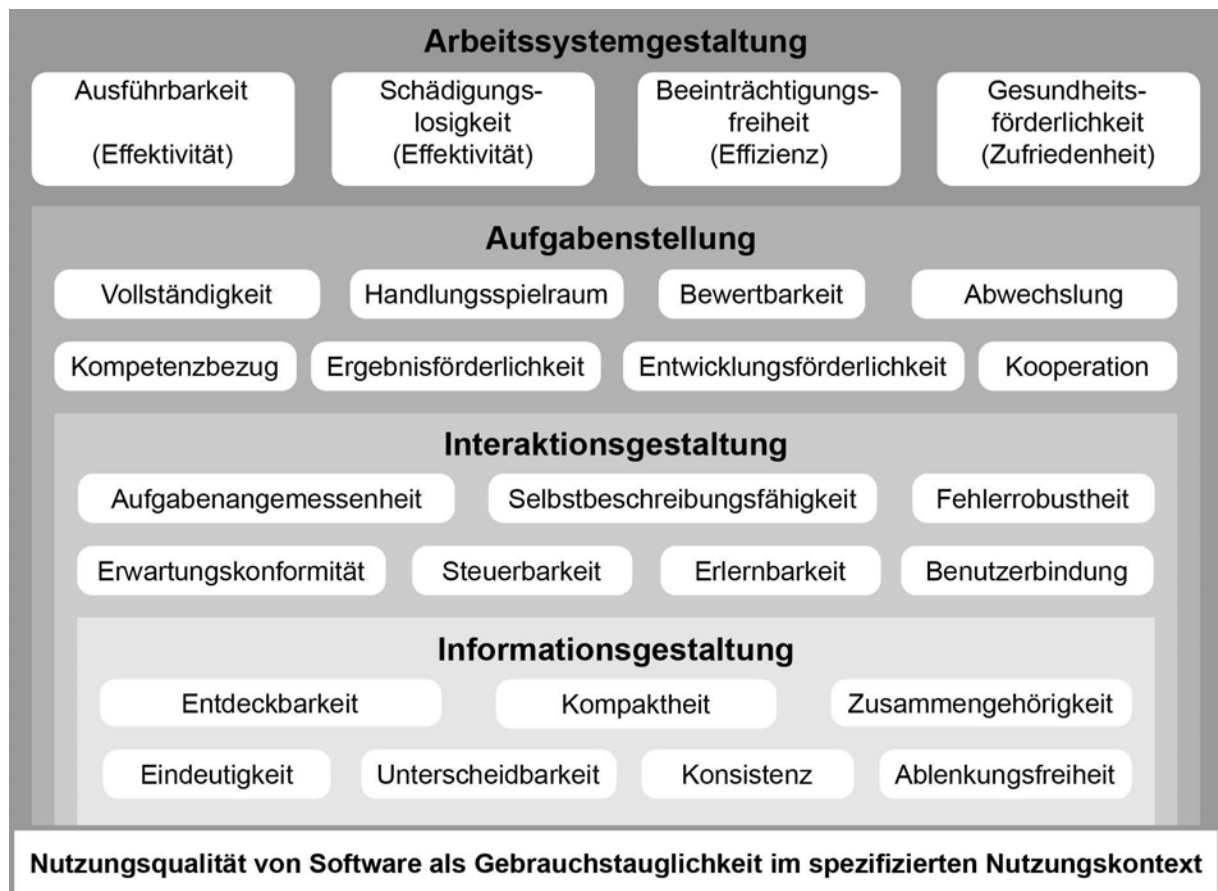 Arbeitssystemgestaltung
Ausführbarkeit
(Effektivität)
Schädigungs-
losigkeit
(Effektivität)
Beeinträchtigungs-
freiheit
(Effizienz)
Gesundheits-
förderlichkeit
(Zufriedenheit)
Aufgabenstellung
Vollständigkeit
Handlungsspielraum
Bewertbarkeit
Abwechslung
Kompetenzbezug
Ergebnisförderlichkeit
Entwicklungsförderlichkeit
Kooperation
Interaktionsgestaltung
Aufgabenangemessenheit
Selbstbeschreibungsfähigkeit
Fehlerrobustheit
Erwartungskonformität
Steuerbarkeit
Erlernbarkeit
Benutzerbindung
Informationsgestaltung
Entdeckbarkeit
Kompaktheit
Zusammengehörigkeit
Eindeutigkeit
Unterscheidbarkeit
Konsistenz
Ablenkungsfreiheit
Nutzungsqualität von Software als Gebrauchstauglichkeit im spezifizierten Nutzungskontext